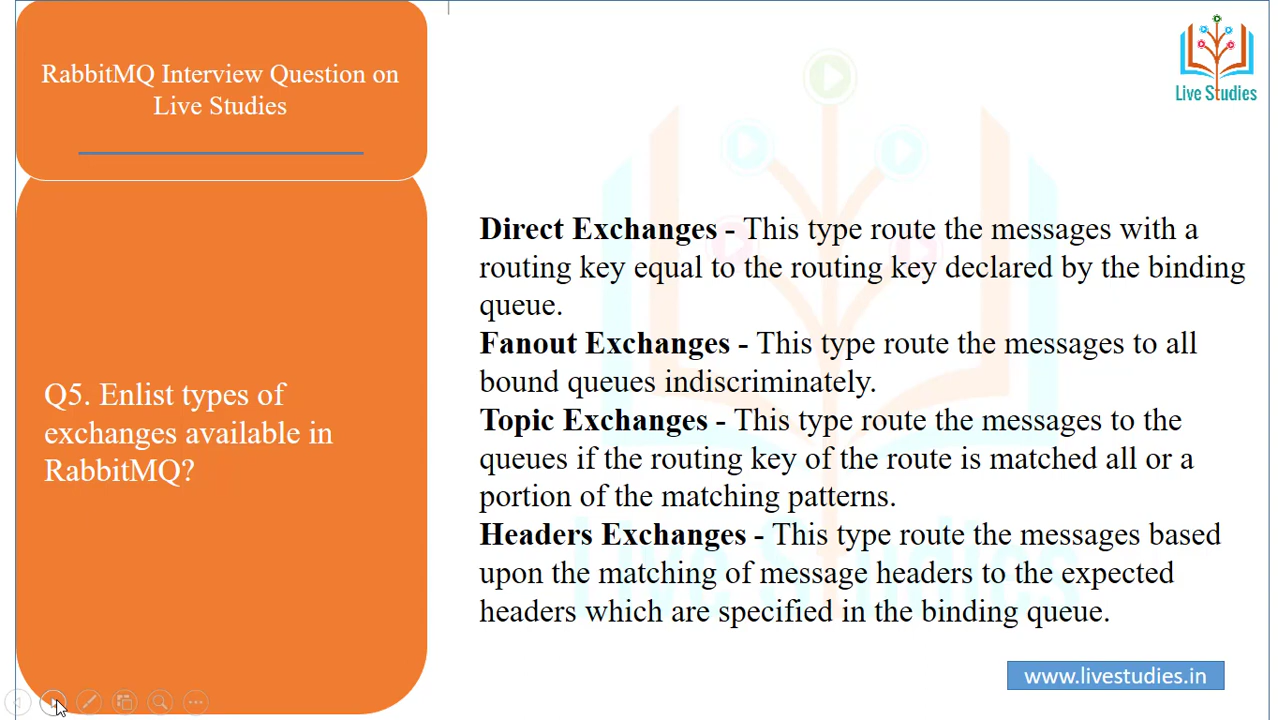 RabbitMQ Interview Question on
Live Studies
Q5. Enlist types of
exchanges available in
RabbitMQ?
Live Studies
Direct Exchanges - This type route the messages with a
routing key equal to the routing key declared by the binding
queue.
Fanout Exchanges - This type route the messages to all
bound queues indiscriminately.
Topic Exchanges - This type route the messages to the
queues if the routing key of the route is matched all or a
portion of the matching patterns.
Headers Exchanges - This type route the messages based
upon the matching of message headers to the expected
headers which are specified in the binding queue.
Live Studies
www.livestudies.in